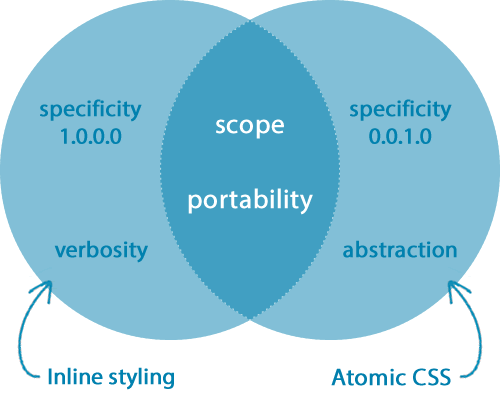 specificity
1.0.0.0
verbosity
scope
portability
specificity
0.0.1.0
abstraction
Inline styling
Atomic CSS